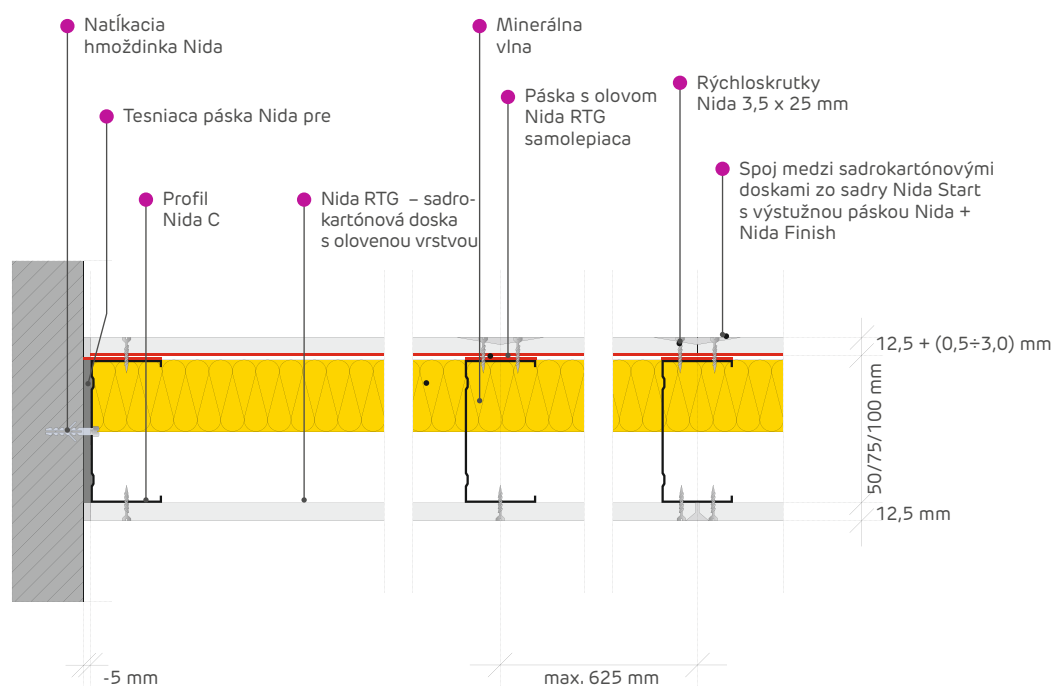 Natĺkacia
hmoždinka Nida
Minerálna
vlna
Páska s olovom
Nida RTG
samolepiaca
Rýchloskrutky
Nida 3,5 x 25 mm
Tesniaca páska Nida pre
Spoj medzi sadrokartónovými
doskami zo sadry Nida Start
s výstužnou páskou Nida +
Nida Finish
Profil
Nida C
Nida RTG – sadro-
kartónová doska
s olovenou vrstvou
12,5 + (0,5÷3,0) mm
50/75/100 mm
12,5 mm
-5 mm
max. 625 mm